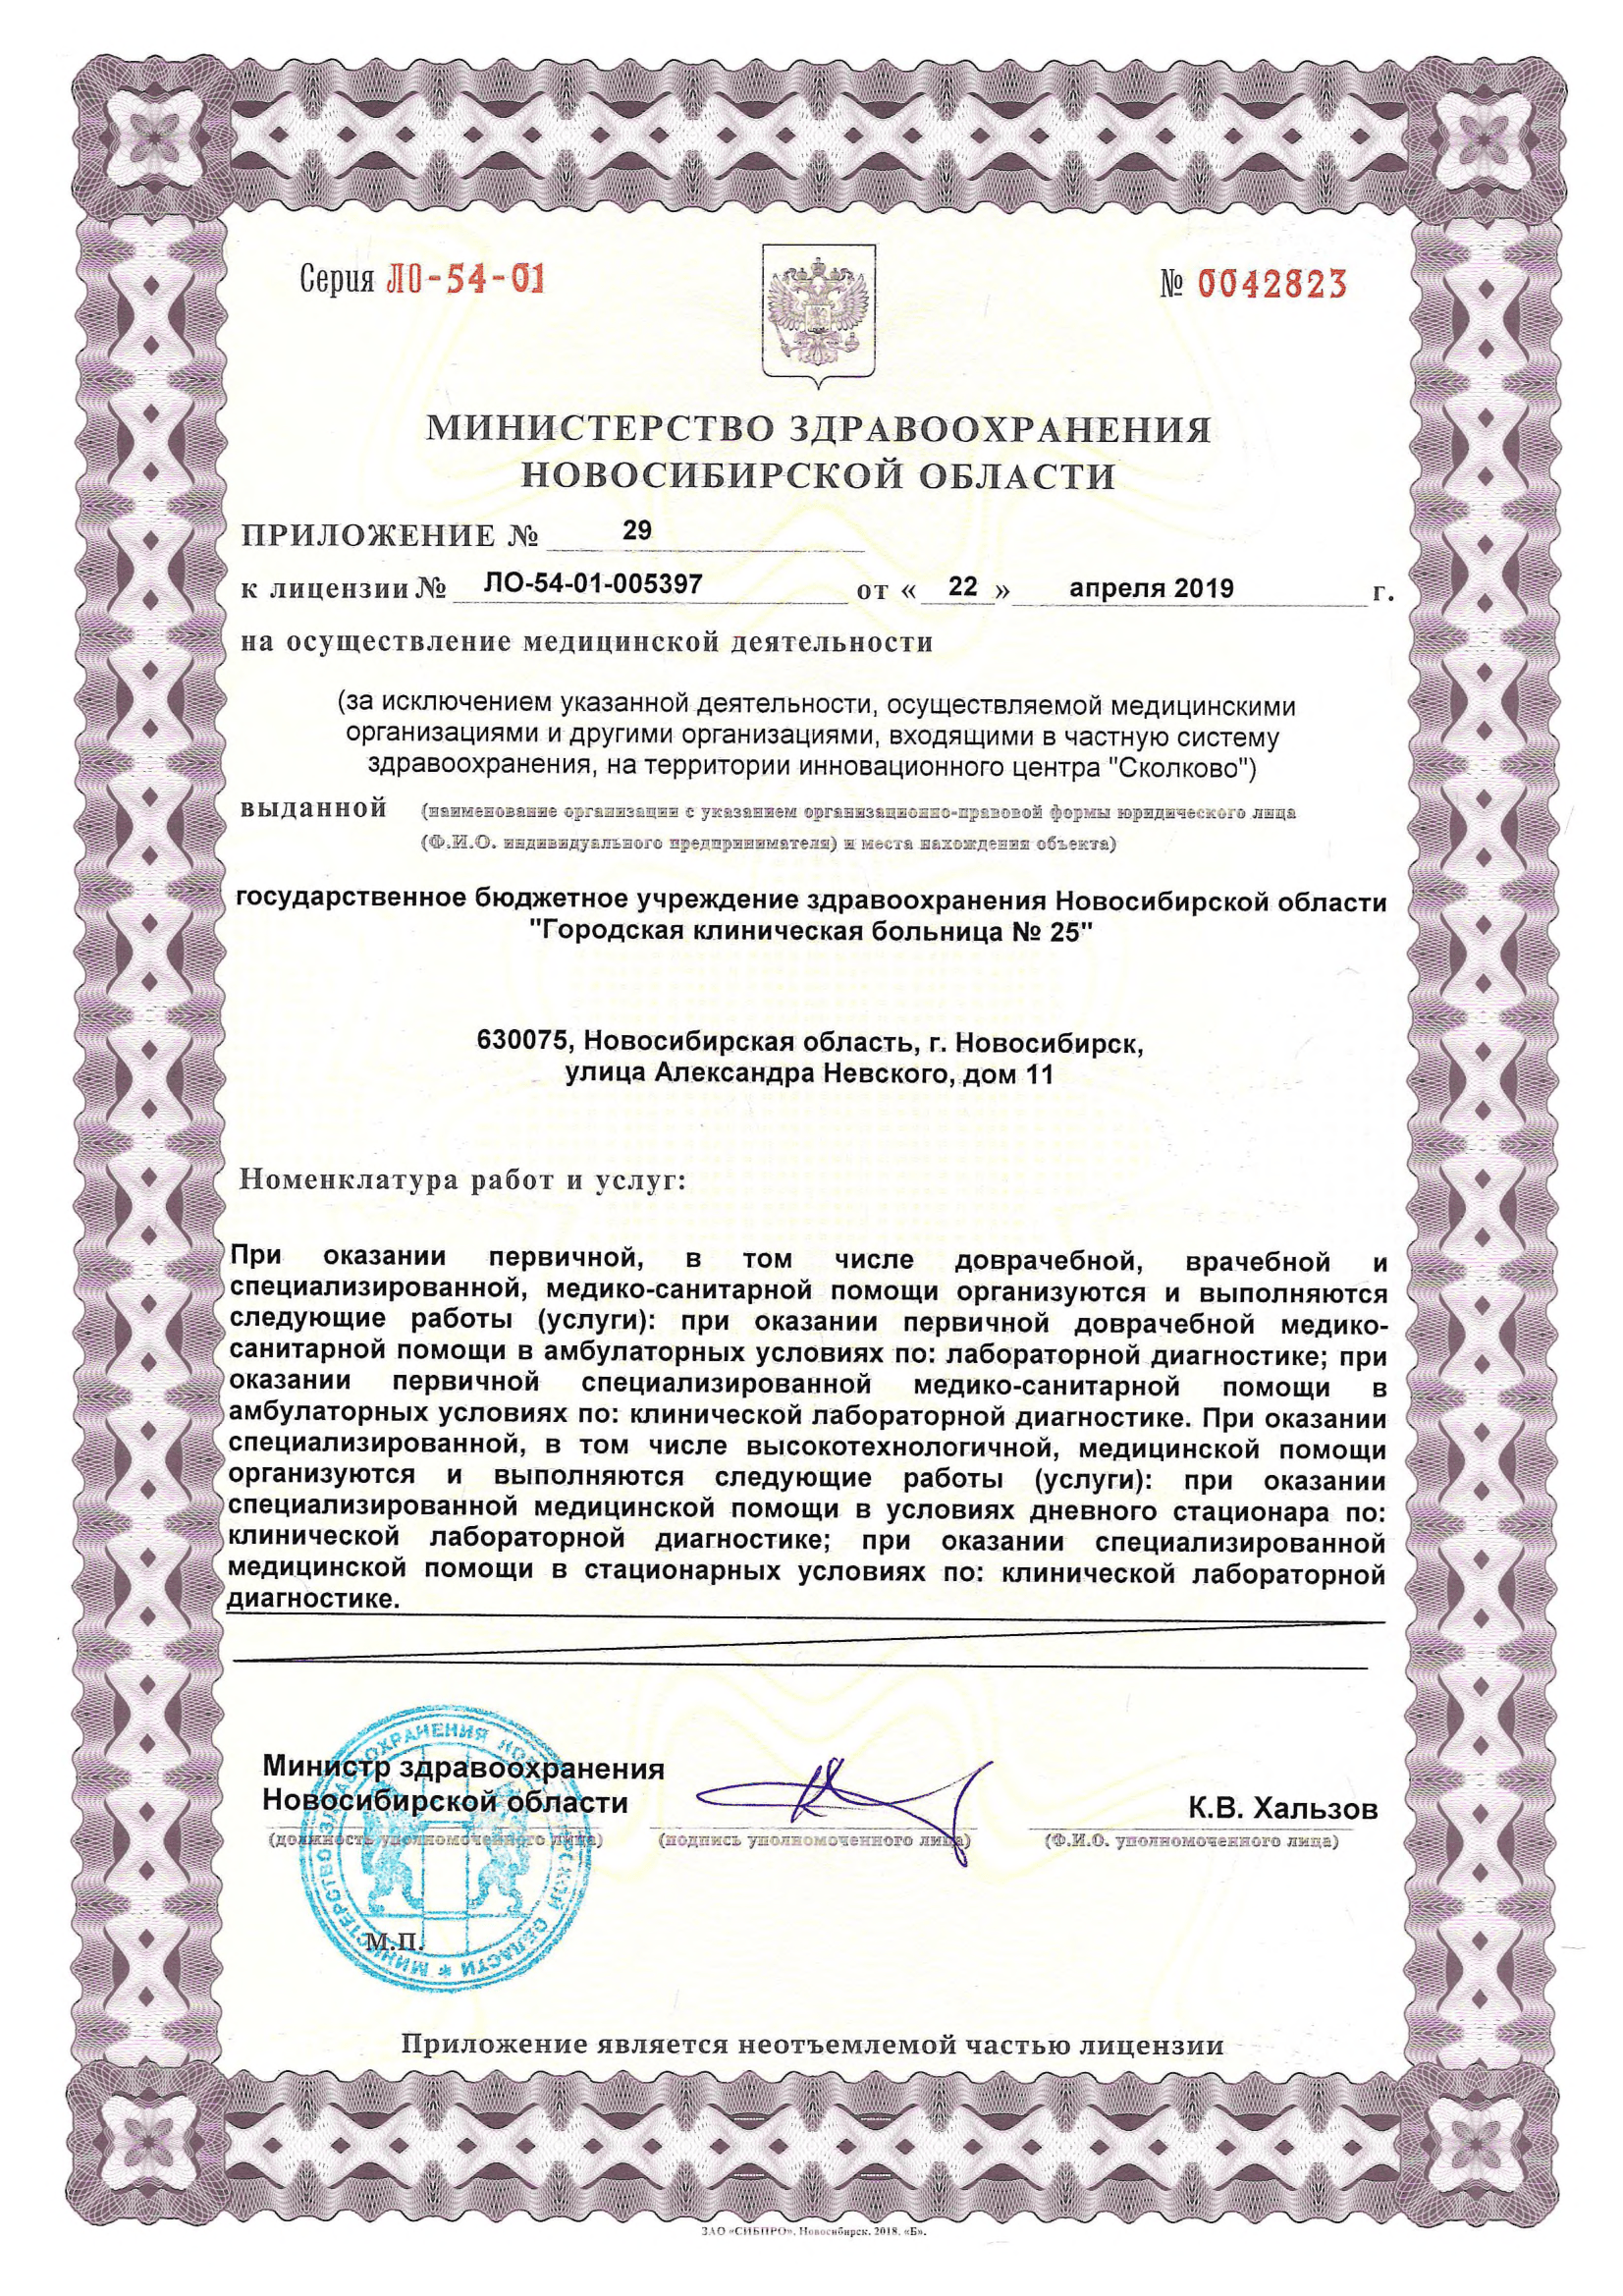 Серия ЛО-54-01
№ 0042823
МИНИСТЕРСТВО ЗДРАВООХРАНЕНИЯ
НОВОСИБИРСКОЙ ОБЛАСТИ
ПРИЛОЖЕНИЕ № 29
к лицензии № ЛО-54-01-005397 от « 22 » апреля 2019 г.
на осуществление медицинской деятельности
(за исключением указанной деятельности, осуществляемой медицинскими
организациями и другими организациями, входящими в частную систему
здравоохранения, на территории инновационного центра "Сколково")
выданной (наименование организации с указанием организационно-правовой формы юридического лица
(Ф.И.О. индивидуального предпринимателя) и места нахождения объекта)
государственное бюджетное учреждение здравоохранения Новосибирской области
"Городская клиническая больница № 25"
630075, Новосибирская область, г. Новосибирск,
улица Александра Невского, дом 11
Номенклатура работ и услуг:
При оказании первичной, в том числе доврачебной, врачебной и
специализированной, медико-санитарной помощи организуются и выполняются
следующие работы (услуги): при оказании первичной доврачебной медико-
санитарной помощи в амбулаторных условиях по: лабораторной диагностике; при
оказании первичной специализированной медико-санитарной помощи в
амбулаторных условиях по: клинической лабораторной диагностике. При оказании
специализированной, в том числе высокотехнологичной, медицинской помощи
организуются и выполняются следующие работы (услуги): при оказании
специализированной медицинской помощи в условиях дневного стационара по:
клинической лабораторной диагностике; при оказании специализированной
медицинской помощи в стационарных условиях по: клинической лабораторной
диагностике.
Министр здравоохранения
Новосибирской области
К.В. Хальзов
(должность уполномоченного лица) (подпись уполномоченного лица) (Ф.И.О. уполномоченного лица)
МИНИСТЕРСТВО ЗДРАВООХРАНЕНИЯ НОВОСИБИРСКОЙ ОБЛАСТИ *
М.П.
Приложение является неотъемлемой частью лицензии
ЗАО «СИБПРО», Новосибирск, 2018, «Б».